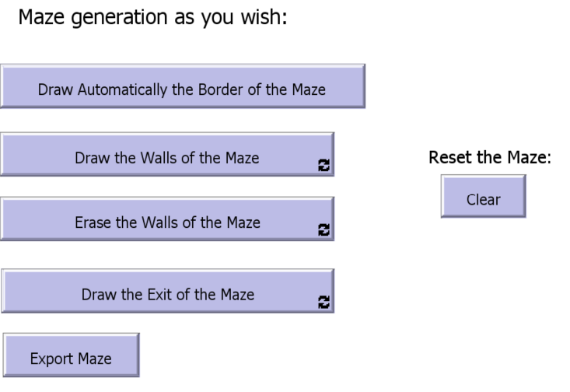 Maze generation as you wish:
Draw Automatically the Border of the Maze
Draw the Walls of the Maze
Reset the Maze:
Clear
Erase the Walls of the Maze
Draw the Exit of the Maze
Export Maze